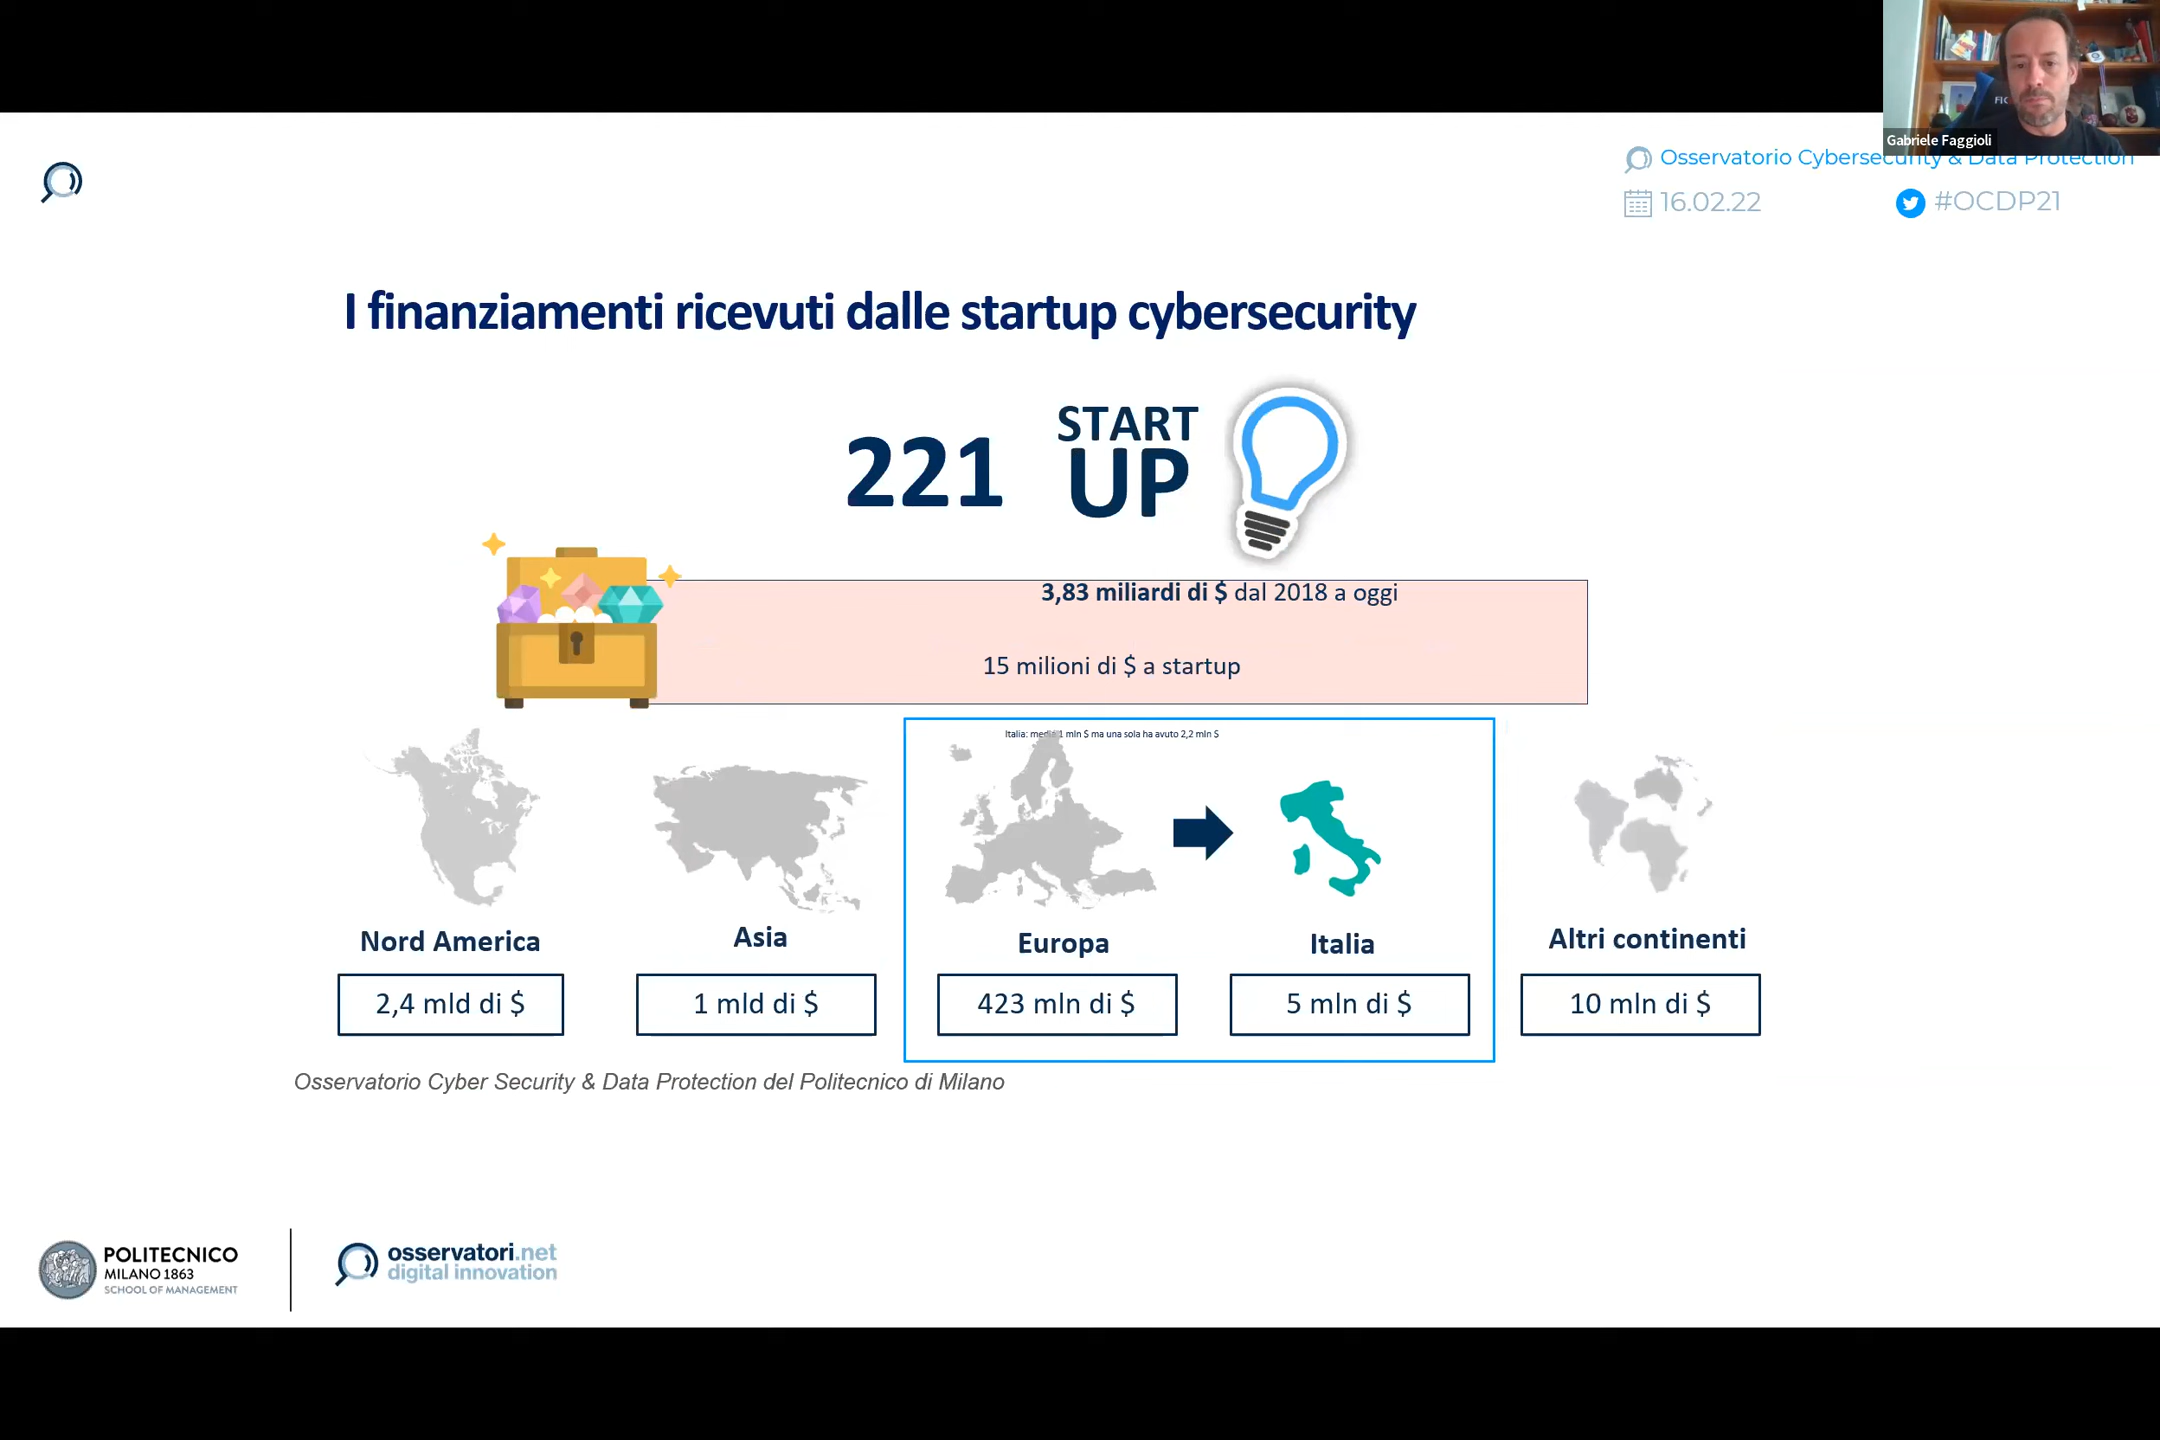 Gabriele Faggioli
Osservatorio Cybersecurity & Data Protection
16.02.22
#OCDP21
I finanziamenti ricevuti dalle startup cybersecurity
221
START
UP
3,83 miliardi di $ dal 2018 a oggi
15 milioni di $ a startup
Italia: media 1 mln $ ma una sola ha avuto 2,2 mln $
Nord America
2,4 mld di $
Asia
1 mld di $
Europa
423 mln di $
Italia
5 mln di $
Altri continenti
10 mln di $
Osservatorio Cyber Security & Data Protection del Politecnico di Milano
POLITECNICO
MILANO 1863
SCHOOL OF MANAGEMENT
osservatori.net
digital innovation